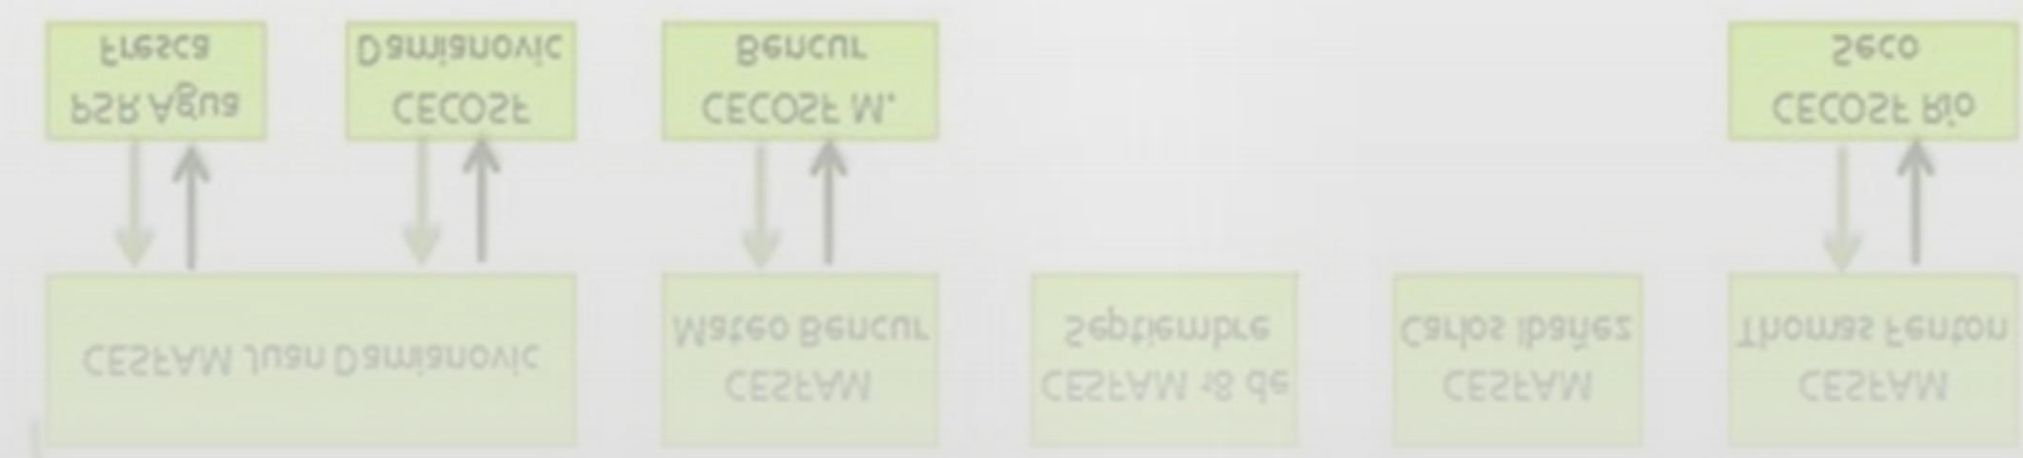 CESFAM Juan Damianovic
CESFAM
Mateo Bencur
CESFAM 18 de
Septiembre
CESFAM
Carlos Ibañez
CESFAM
Thomas Fenton
PSR Agua
Fresca
CECOSF
Damianovic
CECOSF M.
Bencur
CECOSF Río
Seco